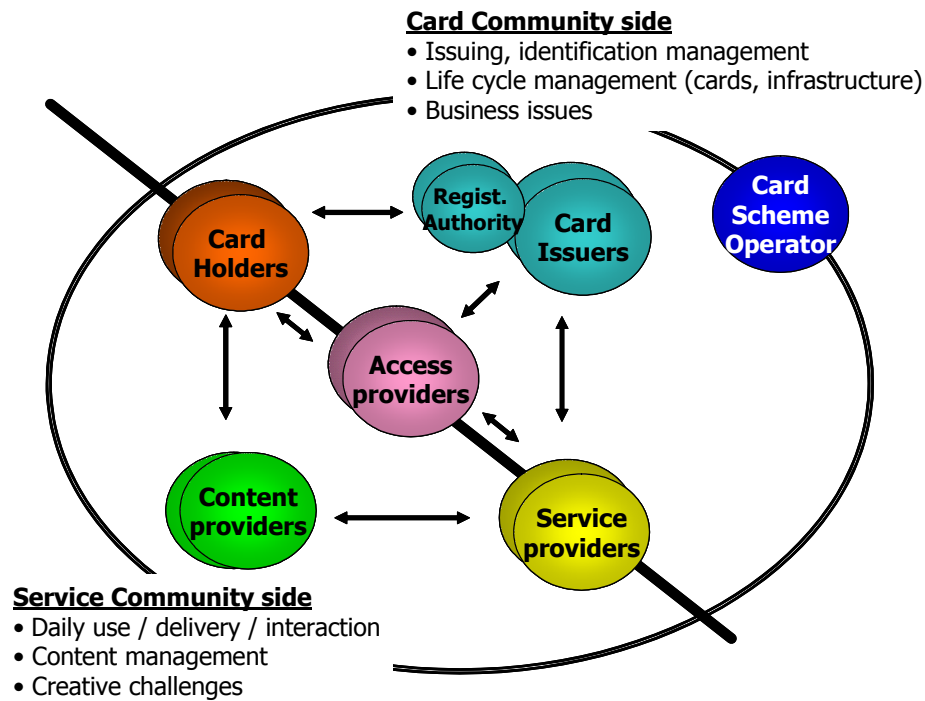 Card Community side
• Issuing, identification management
• Life cycle management (cards, infrastructure)
• Business issues
Regist.
Authority
Card
Issuers
Card
Scheme
Operator
Card
Holders
Access
providers
Content
providers
Service
providers
Service Community side
• Daily use / delivery / interaction
• Content management
• Creative challenges